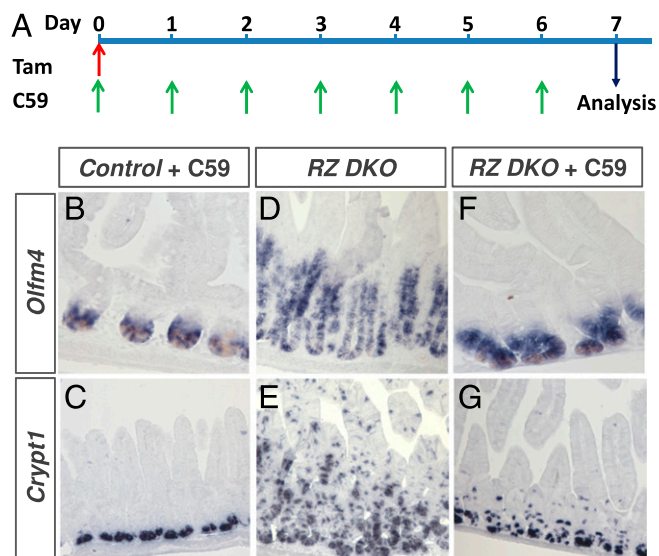 A Day 0 1 2 3 4 5 6 7
Tam
C59 Analysis
Control + C59 RZ DKO RZ DKO + C59
Olfm4 B D F
Crypt1 C E G